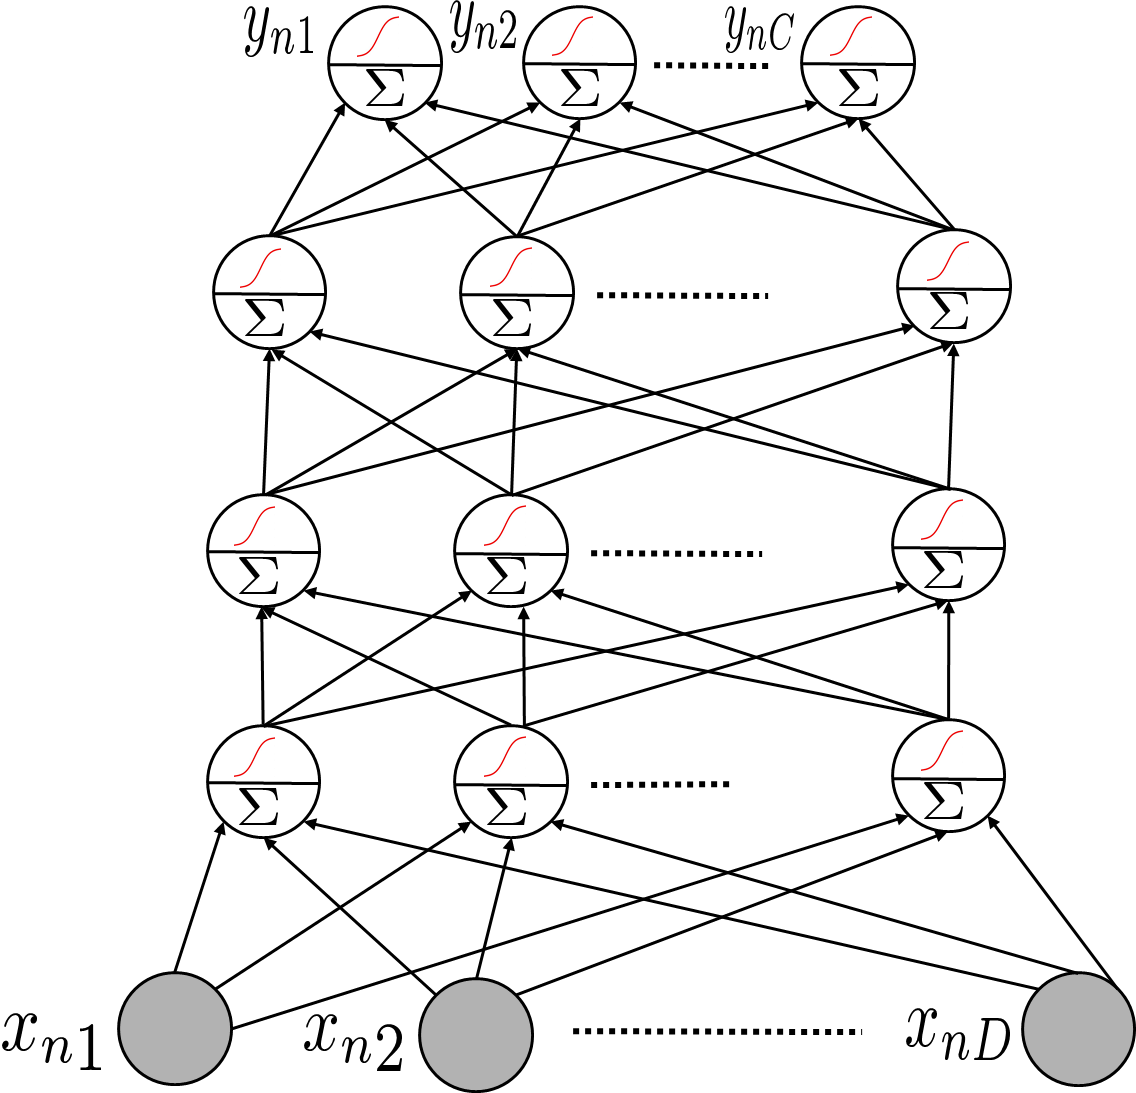 y_{n1} y_{n2} y_{nC}
Σ Σ Σ
Σ Σ Σ
Σ Σ Σ
Σ Σ Σ
x_{n1} x_{n2} x_{nD}